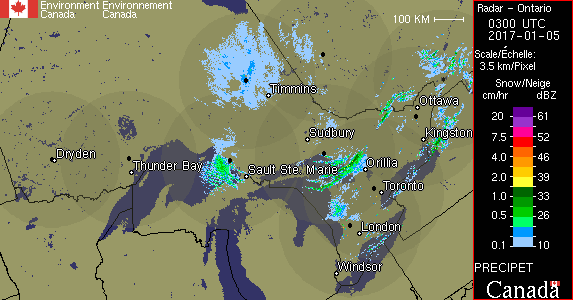 Environment Environnement
Canada Canada
100 KM
Radar - Ontario
0300 UTC
2017-01-05
Scale/Échelle:
3.5 km/Pixel
Snow/Neige
cm/hr dBZ
20 61
7.5 52
4.0 46
2.0 39
1.0 33
0.5 26
0.1 10
PRECIPET
Canada
Timmins
Ottawa
Sudbury
Kingston
Dryden
Thunder Bay
Sault Ste. Marie
Orillia
Toronto
London
Windsor